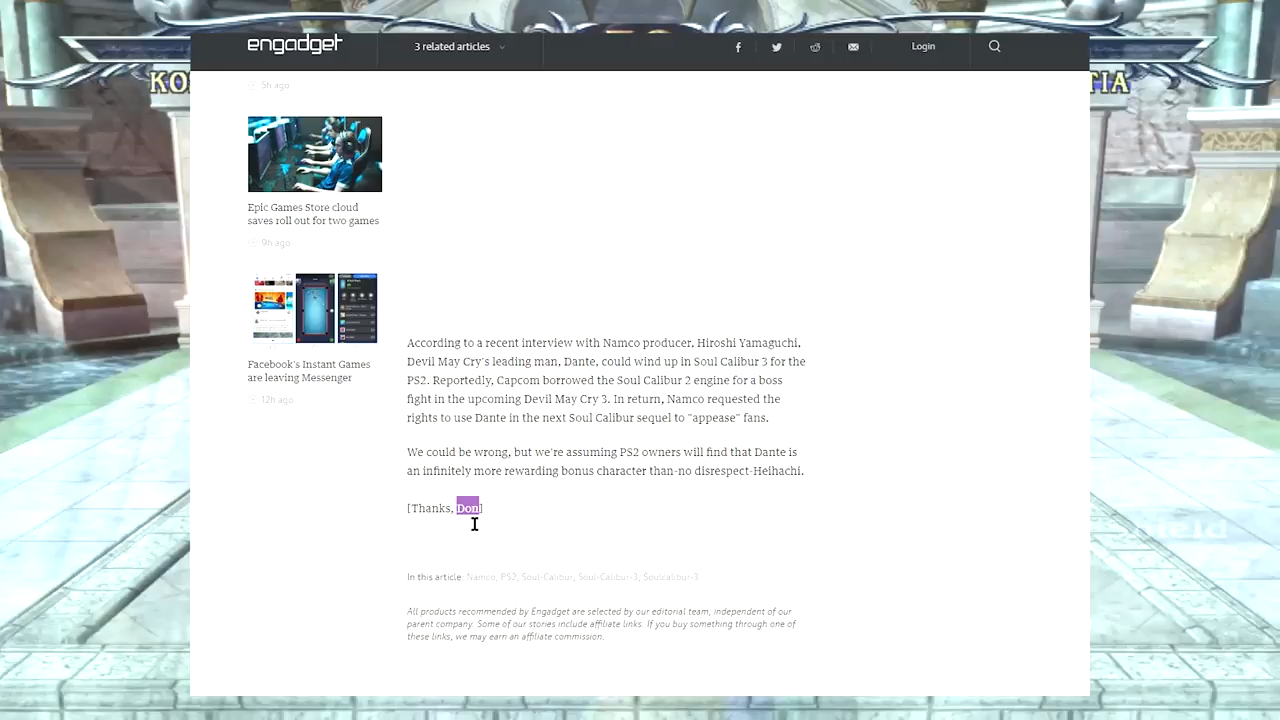 engadget
3 related articles
Login
KO
TIA
5h ago
Epic Games Store cloud
saves roll out for two games
9h ago
Facebook's Instant Games
are leaving Messenger
12h ago
According to a recent interview with Namco producer, Hiroshi Yamaguchi,
Devil May Cry's leading man, Dante, could wind up in Soul Calibur 3 for the
PS2. Reportedly, Capcom borrowed the Soul Calibur 2 engine for a boss
fight in the upcoming Devil May Cry 3. In return, Namco requested the
rights to use Dante in the next Soul Calibur sequel to "appease" fans.
We could be wrong, but we're assuming PS2 owners will find that Dante is
an infinitely more rewarding bonus character than-no disrespect-Heihachi.
[Thanks, Don]
In this article: Namco, PS2, Soul-Calibur, Soul-Calibur-3, Soulcalibur-3
All products recommended by Engadget are selected by our editorial team, independent of our
parent company. Some of our stories include affiliate links. If you buy something through one of
these links, we may earn an affiliate commission.